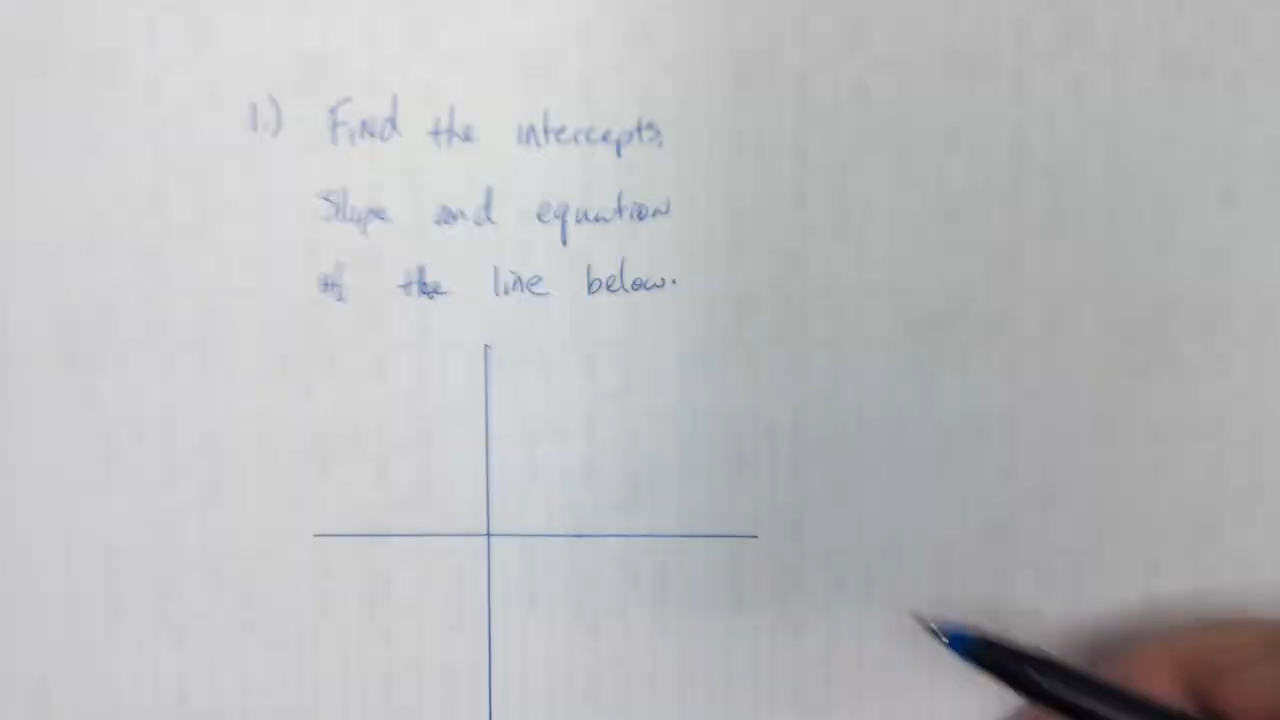 1.) Find the intercepts,
Slope and equation
of the line below.